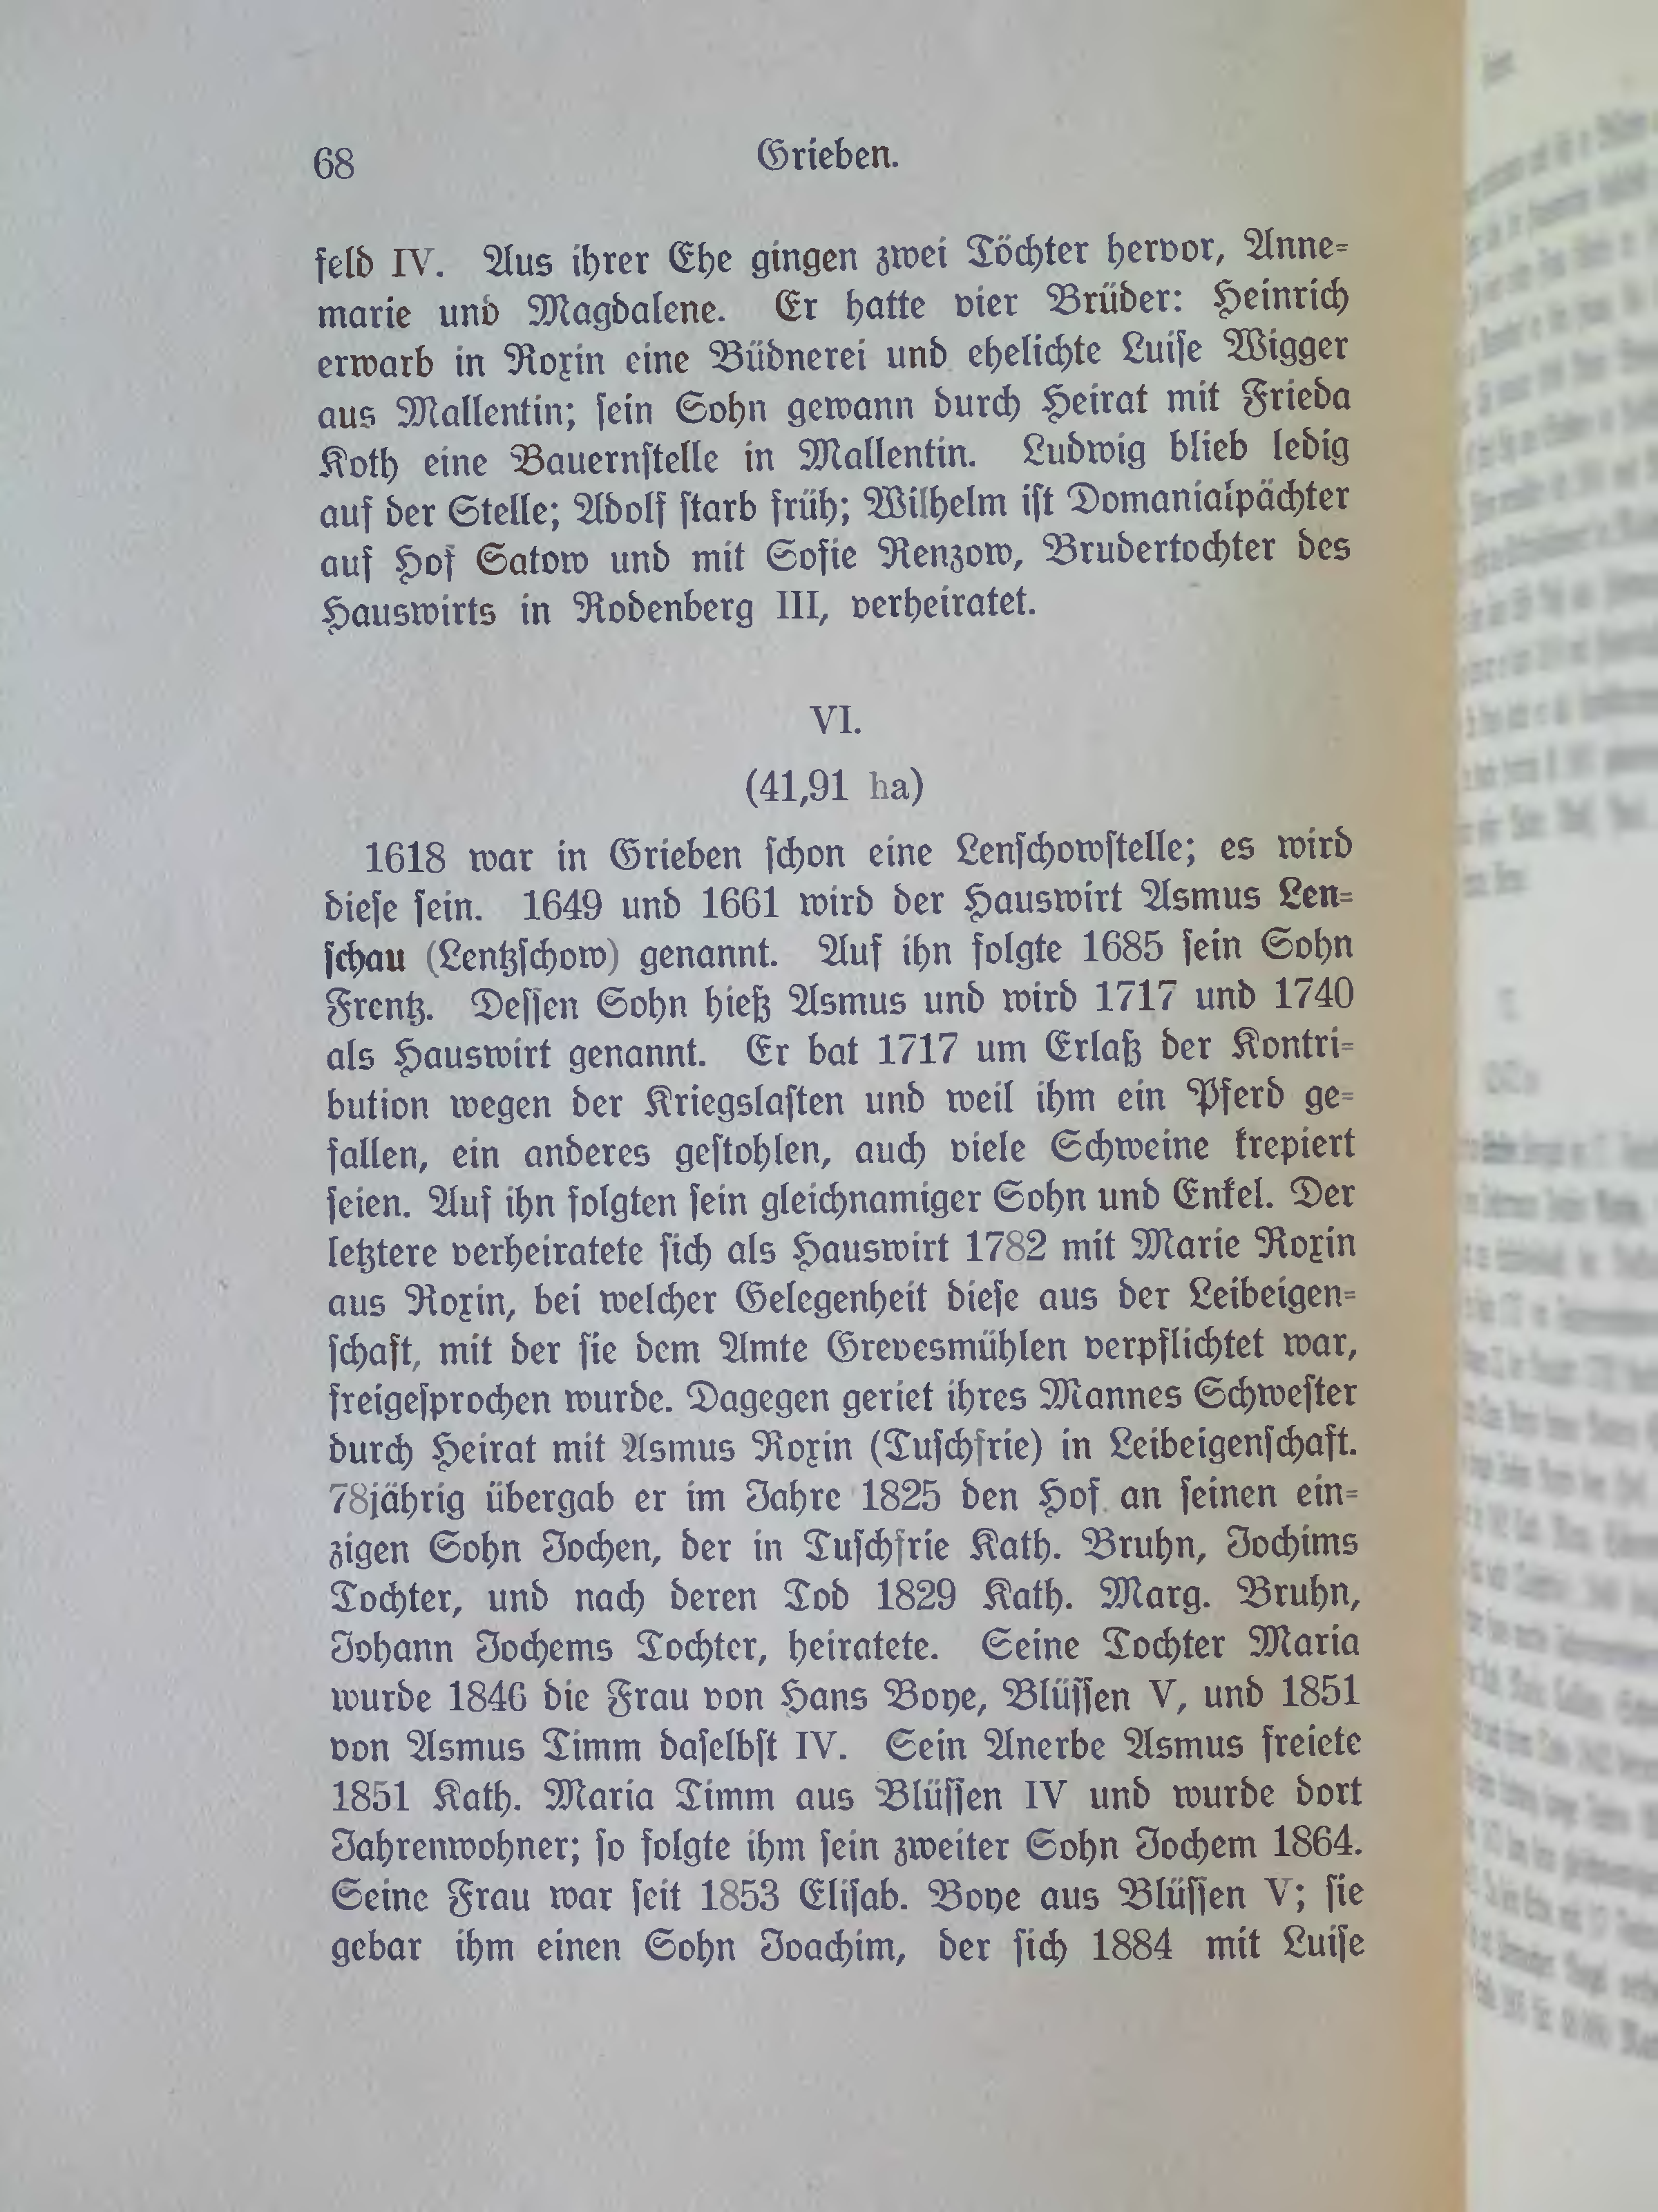 68
Grieben.
feld IV. Aus ihrer Ehe gingen zwei Töchter hervor, Anne-
marie und Magdalene. Er hatte vier Brüder: Heinrich
erwarb in Roxin eine Büdnerei und ehelichte Luise Wigger
aus Mallentin; sein Sohn gewann durch Heirat mit Frieda
Koth eine Bauernstelle in Mallentin. Ludwig blieb ledig
auf der Stelle; Adolf starb früh; Wilhelm ist Domanialpächter
auf Hof Satow und mit Sofie Renzow, Brudertochter des
Hauswirts in Rodenberg III, verheiratet.
VI.
(41,91 ha)
1618 war in Grieben schon eine Lenschowstelle; es wird
diese sein. 1649 und 1661 wird der Hauswirt Asmus Len-
schau (Lentzschow) genannt. Auf ihn folgte 1685 sein Sohn
Frentz. Dessen Sohn hieß Asmus und wird 1717 und 1740
als Hauswirt genannt. Er bat 1717 um Erlaß der Kontri-
bution wegen der Kriegslasten und weil ihm ein Pferd ge-
fallen, ein anderes gestohlen, auch viele Schweine krepiert
seien. Auf ihn folgten sein gleichnamiger Sohn und Enkel. Der
letztere verheiratete sich als Hauswirt 1782 mit Marie Roxin
aus Roxin, bei welcher Gelegenheit diese aus der Leibeigen-
schaft, mit der sie dem Amte Grevesmühlen verpflichtet war,
freigesprochen wurde. Dagegen geriet ihres Mannes Schwester
durch Heirat mit Asmus Roxin (Tuschfrie) in Leibeigenschaft.
78jährig übergab er im Jahre 1825 den Hof an seinen ein-
zigen Sohn Jochen, der in Tuschfrie Kath. Bruhn, Jochims
Tochter, und nach deren Tod 1829 Kath. Marg. Bruhn,
Johann Jochems Tochter, heiratete. Seine Tochter Maria
wurde 1846 die Frau von Hans Boye, Blüssen V, und 1851
von Asmus Timm daselbst IV. Sein Anerbe Asmus freiete
1851 Kath. Maria Timm aus Blüssen IV und wurde dort
Jahrenwohner; so folgte ihm sein zweiter Sohn Jochem 1864.
Seine Frau war seit 1853 Elisab. Boye aus Blüssen V; sie
gebar ihm einen Sohn Joachim, der sich 1884 mit Luise